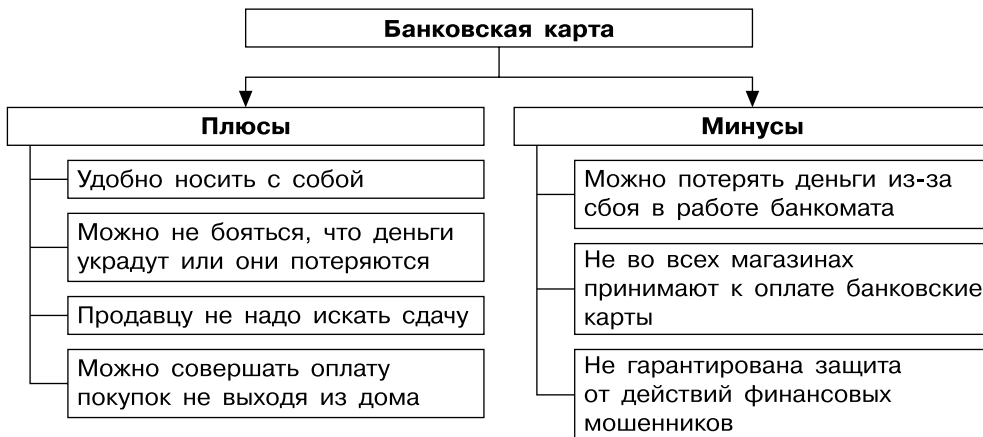 Банковская карта
Плюсы
Удобно носить с собой
Можно не бояться, что деньги
украдут или они потеряются
Продавцу не надо искать сдачу
Можно совершать оплату
покупок не выходя из дома
Минусы
Можно потерять деньги из-за
сбоя в работе банкомата
Не во всех магазинах
принимают к оплате банковские
карты
Не гарантирована защита
от действий финансовых
мошенников